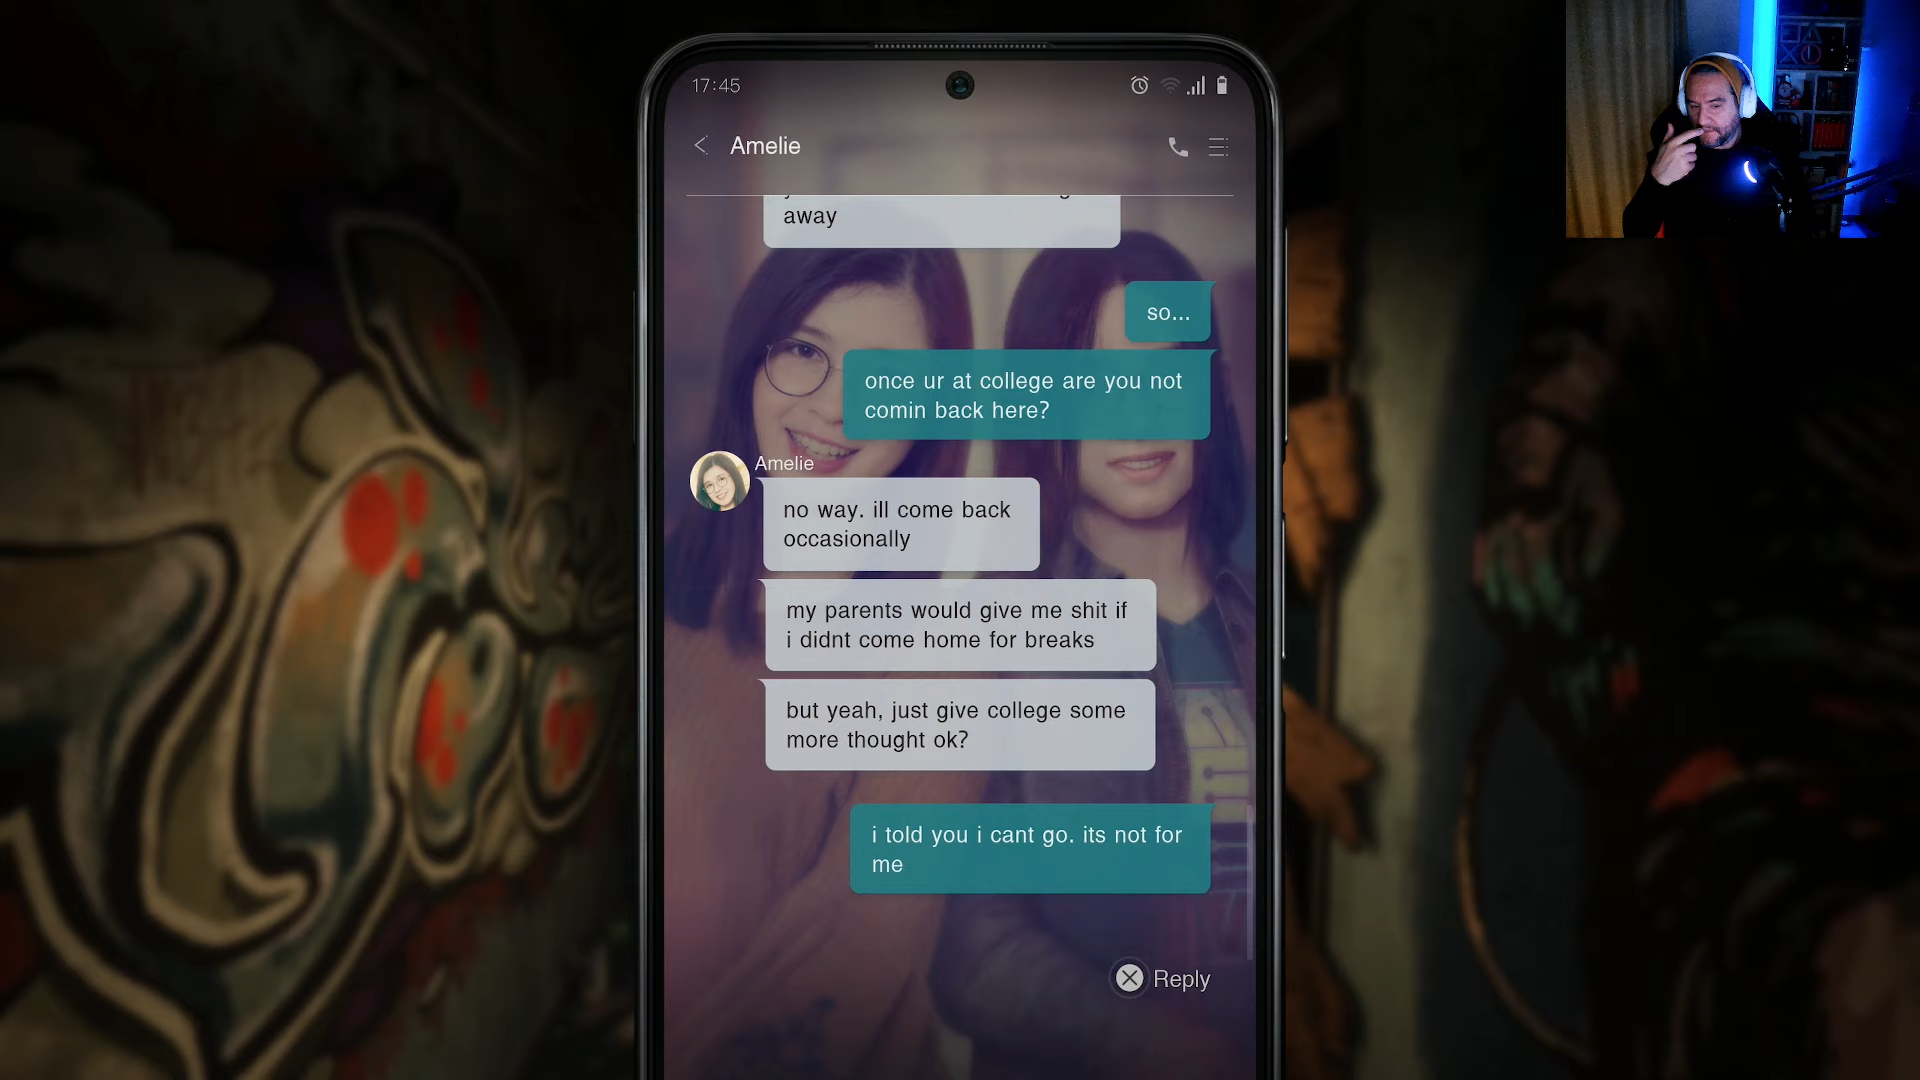 17:45
Amelie
away
so...
once ur at college are you not
comin back here?
Amelie
no way. ill come back
occasionally
my parents would give me shit if
i didnt come home for breaks
but yeah, just give college some
more thought ok?
i told you i cant go. its not for
me
Reply